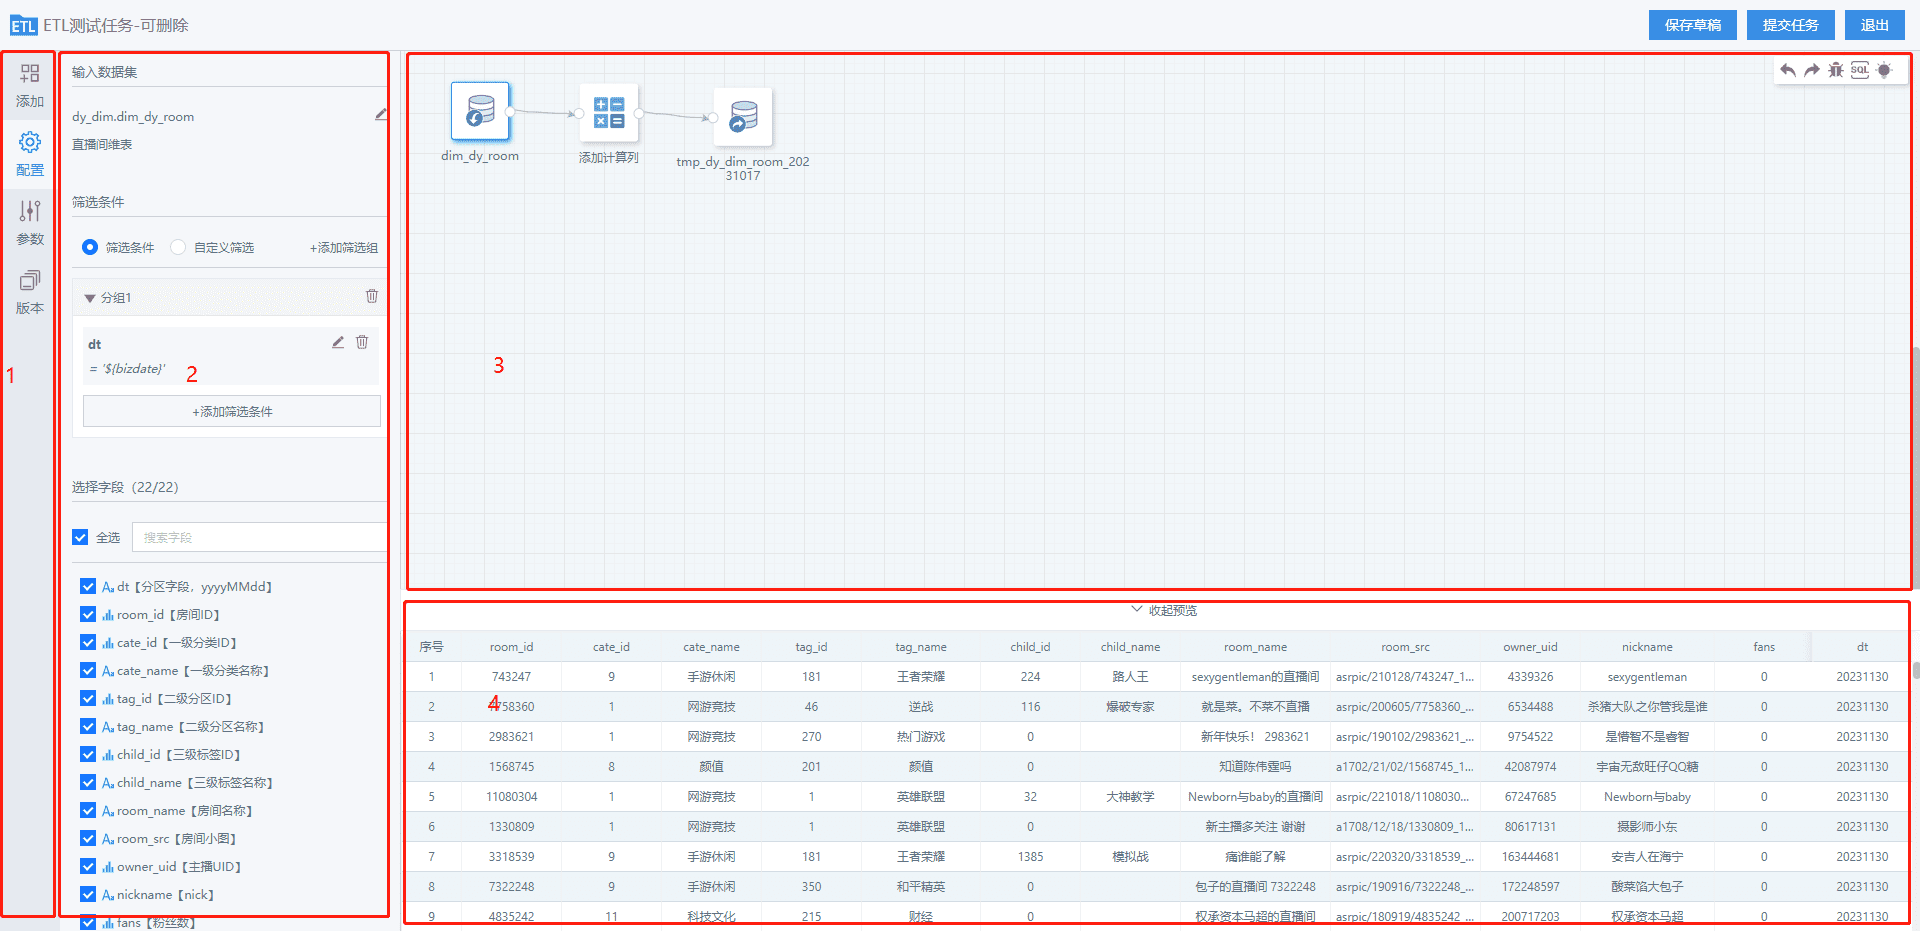 ETL ETL测试任务-可删除
保存草稿 提交任务 退出
添加
配置
参数
版本
1
输入数据集
dy_dim.dim_dy_room
直播间维表
筛选条件
筛选条件 自定义筛选 +添加筛选组
分组1
dt
= '${bizdate}'
2
+添加筛选条件
选择字段（22/22）
全选 搜索字段
Aa dt【分区字段，yyyyMMdd】
room_id【房间ID】
cate_id【一级分类ID】
Aa cate_name【一级分类名称】
tag_id【二级分区ID】
Aa tag_name【二级分区名称】
child_id【三级标签ID】
Aa child_name【三级标签名称】
Aa room_name【房间名称】
Aa room_src【房间小图】
owner_uid【主播UID】
Aa nickname【nick】
fans【粉丝数】
SQL
dim_dy_room
添加计算列
tmp_dy_dim_room_202
31017
3
收起预览
序号 room_id cate_id cate_name tag_id tag_name child_id child_name room_name room_src owner_uid nickname fans dt
1 743247 9 手游休闲 181 王者荣耀 224 路人王 sexygentleman的直播间 asrpic/210128/743247_1... 4339326 sexygentleman 0 20231130
4
2 7758360 1 网游竞技 46 逆战 116 爆破专家 就是菜。不菜不直播 asrpic/200605/7758360_... 6534488 杀猪大队之你管我是谁 0 20231130
3 2983621 1 网游竞技 270 热门游戏 0 新年快乐！ 2983621 asrpic/190102/2983621_... 9754522 是懵智不是睿智 0 20231130
4 1568745 8 颜值 201 颜值 0 知道陈伟霆吗 a1702/21/02/1568745_1... 42087974 宇宙无敌旺仔QQ糖 0 20231130
5 11080304 1 网游竞技 1 英雄联盟 32 大神教学 Newborn与baby的直播间 asrpic/221018/1108030... 67247685 Newborn与baby 0 20231130
6 1330809 1 网游竞技 1 英雄联盟 0 新主播多关注 谢谢 a1708/12/18/1330809_1... 80617131 摄影师小东 0 20231130
7 3318539 9 手游休闲 181 王者荣耀 1385 模拟战 痛谁能了解 asrpic/220320/3318539_... 163444681 安吉人在海宁 0 20231130
8 7322248 9 手游休闲 350 和平精英 0 包子的直播间 7322248 asrpic/190916/7322248_... 172248597 酸菜馅大包子 0 20231130
9 4835242 11 科技文化 215 财经 0 权承资本马超的直播间 asrpic/180919/4835242_... 200717203 权承资本马超 0 20231130